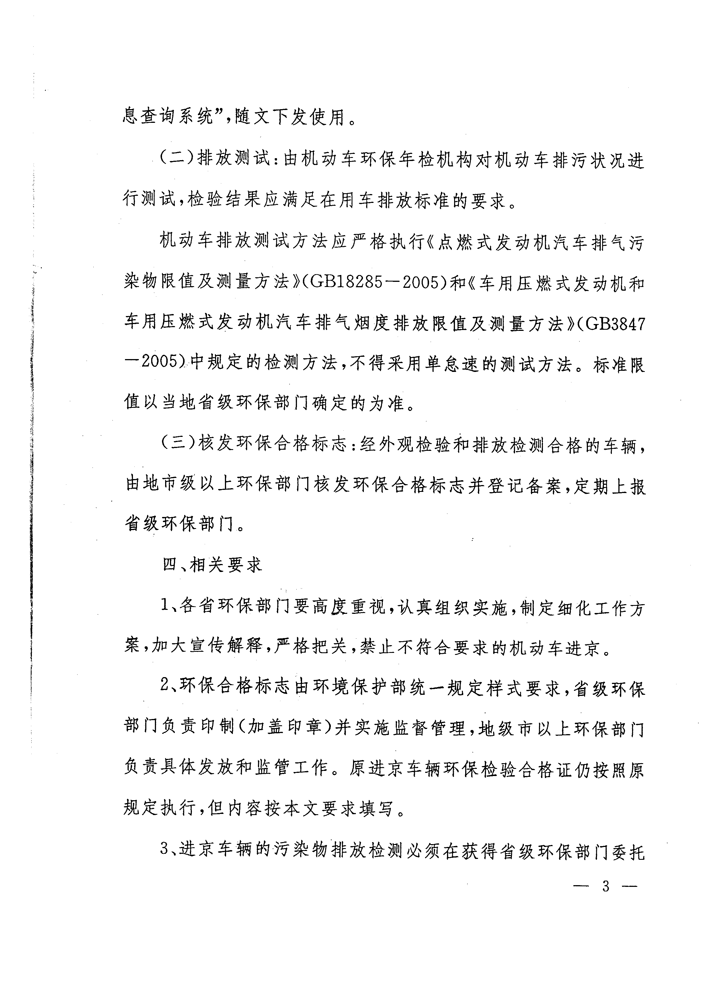 息查询系统”,随文下发使用。
(二)排放测试:由机动车环保年检机构对机动车排污状况进
行测试,检验结果应满足在用车排放标准的要求。
机动车排放测试方法应严格执行《点燃式发动机汽车排气污
染物限值及测量方法》(GB18285－2005)和《车用压燃式发动机和
车用压燃式发动机汽车排气烟度排放限值及测量方法》(GB3847
－2005)中规定的检测方法,不得采用单怠速的测试方法。标准限
值以当地省级环保部门确定的为准。
(三)核发环保合格标志:经外观检验和排放检测合格的车辆,
由地市级以上环保部门核发环保合格标志并登记备案,定期上报
省级环保部门。
四、相关要求
1、各省环保部门要高度重视,认真组织实施,制定细化工作方
案,加大宣传解释,严格把关,禁止不符合要求的机动车进京。
2、环保合格标志由环境保护部统一规定样式要求,省级环保
部门负责印制(加盖印章)并实施监督管理,地级市以上环保部门
负责具体发放和监管工作。原进京车辆环保检验合格证仍按照原
规定执行,但内容按本文要求填写。
3、进京车辆的污染物排放检测必须在获得省级环保部门委托
— 3 —